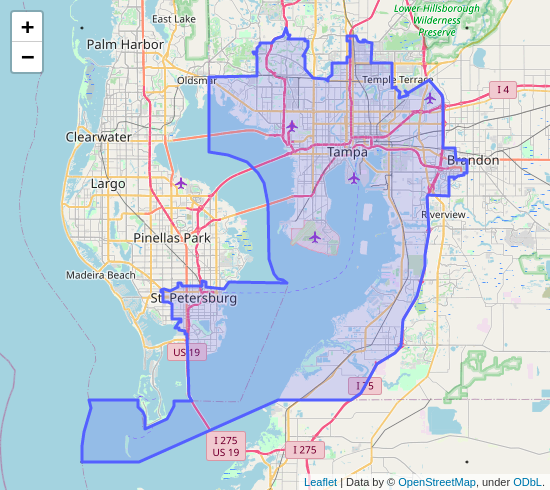 +
−
East Lake
Lower Hillsborough
Wilderness
Preserve
Palm Harbor
Oldsmar
Temple Terrace
I 4
Clearwater
Tampa
Brandon
Largo
Riverview
Pinellas Park
Madeira Beach
St. Petersburg
US 19
I 75
I 275
US 19
I 275
Leaflet | Data by © OpenStreetMap, under ODbL.